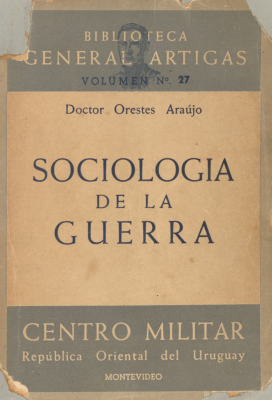 BIBLIOTECA
GENERAL ARTIGAS
VOLUMEN Nº. 27
Doctor Orestes Araújo
SOCIOLOGIA
DE LA
GUERRA
CENTRO MILITAR
República Oriental del Uruguay
MONTEVIDEO